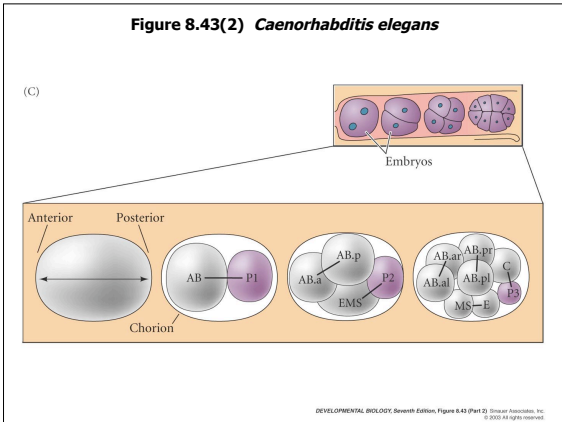 Figure 8.43(2) Caenorhabditis elegans
(C)
Embryos
Anterior
Posterior
AB
P1
Chorion
AB.p
AB.a
P2
EMS
AB.ar
AB.pr
C
AB.al
AB.pl
P3
MS
E
DEVELOPMENTAL BIOLOGY, Seventh Edition, Figure 8.43 (Part 2) Sinauer Associates, Inc.
© 2003 All rights reserved.